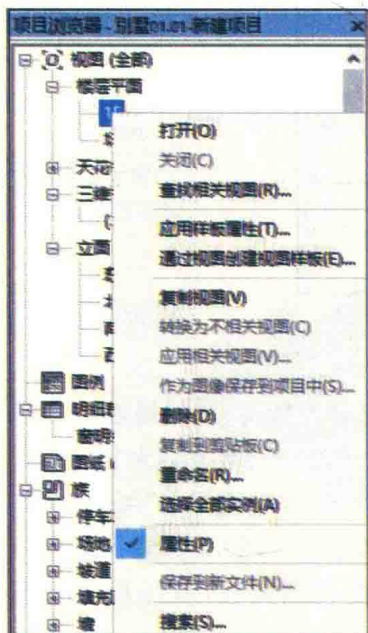 项目浏览器 - 别墅01.01-新建项目
视图 (全部)
楼层平面
1F
打开(O)
关闭(C)
天花
查找相关视图(R)...
三维
应用样板属性(T)...
立面
通过视图创建视图样板(E)...
复制视图(V)
转换为不相关视图(C)
应用相关视图(V)...
图例
作为图像保存到项目中(S)...
明细
删除(D)
复制到剪贴板(C)
图纸
重命名(R)...
族
选择全部实例(A)
停车
场地
属性(P)
坡道
填充
保存到新文件(N)...
墙
搜索(S)...